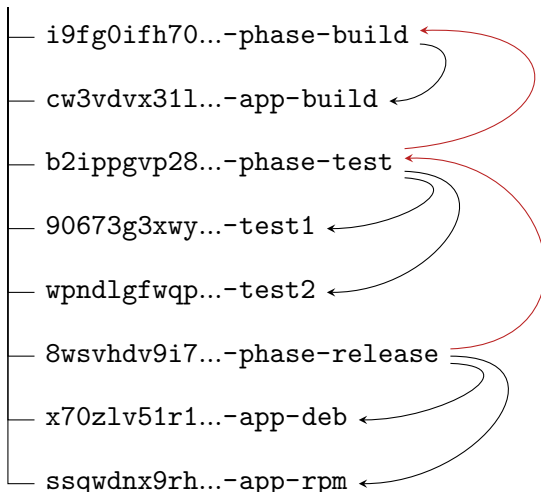 i9fg0ifh70...-phase-build
cw3vdvx31l...-app-build
b2ippgvp28...-phase-test
90673g3xwy...-test1
wpndlgfwqp...-test2
8wsvhdv9i7...-phase-release
x70zlv51r1...-app-deb
ssqwdnx9rh...-app-rpm